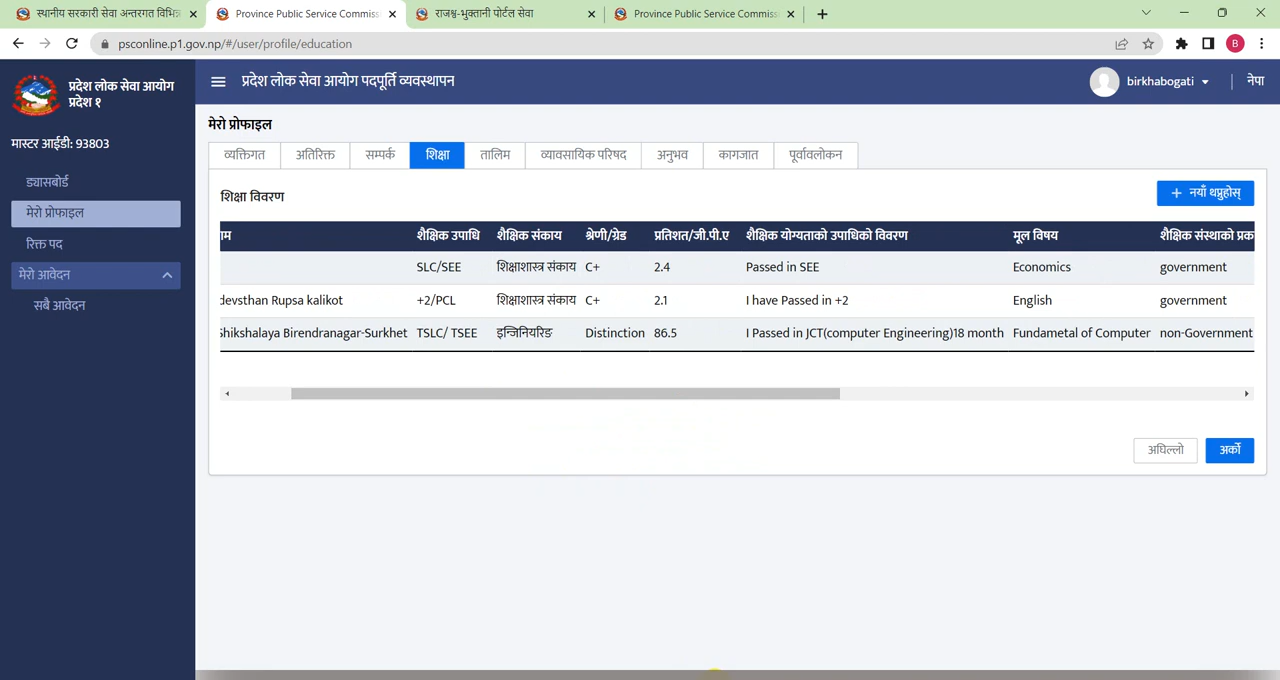 स्थानीय सरकारी सेवा अन्तरगत विभिन्न
Province Public Service Commiss
राजश्व-भुक्तानी पोर्टल सेवा
Province Public Service Commiss
psconline.p1.gov.np/#/user/profile/education
B
प्रदेश लोक सेवा आयोग
प्रदेश १
प्रदेश लोक सेवा आयोग पदपूर्ति व्यवस्थापन
birkhabogati
नेपा
मास्टर आईडी: 93803
ड्यासबोर्ड
मेरो प्रोफाइल
रिक्त पद
मेरो आवेदन
सबै आवेदन
मेरो प्रोफाइल
व्यक्तिगत अतिरिक्त सम्पर्क शिक्षा तालिम व्यावसायिक परिषद अनुभव कागजात पूर्वावलोकन
शिक्षा विवरण
+ नयाँ थप्नुहोस्
शैक्षिक उपाधि शैक्षिक संकाय श्रेणी/ग्रेड प्रतिशत/जी.पी.ए शैक्षिक योग्यताको उपाधिको विवरण मूल विषय शैक्षिक संस्थाको प्रक
SLC/SEE शिक्षाशास्त्र संकाय C+ 2.4 Passed in SEE Economics government
devsthan Rupsa kalikot +2/PCL शिक्षाशास्त्र संकाय C+ 2.1 I have Passed in +2 English government
Shikshalaya Birendranagar-Surkhet TSLC/ TSEE इन्जिनियरिङ Distinction 86.5 I Passed in JCT(computer Engineering)18 month Fundametal of Computer non-Government
अघिल्लो
अर्को